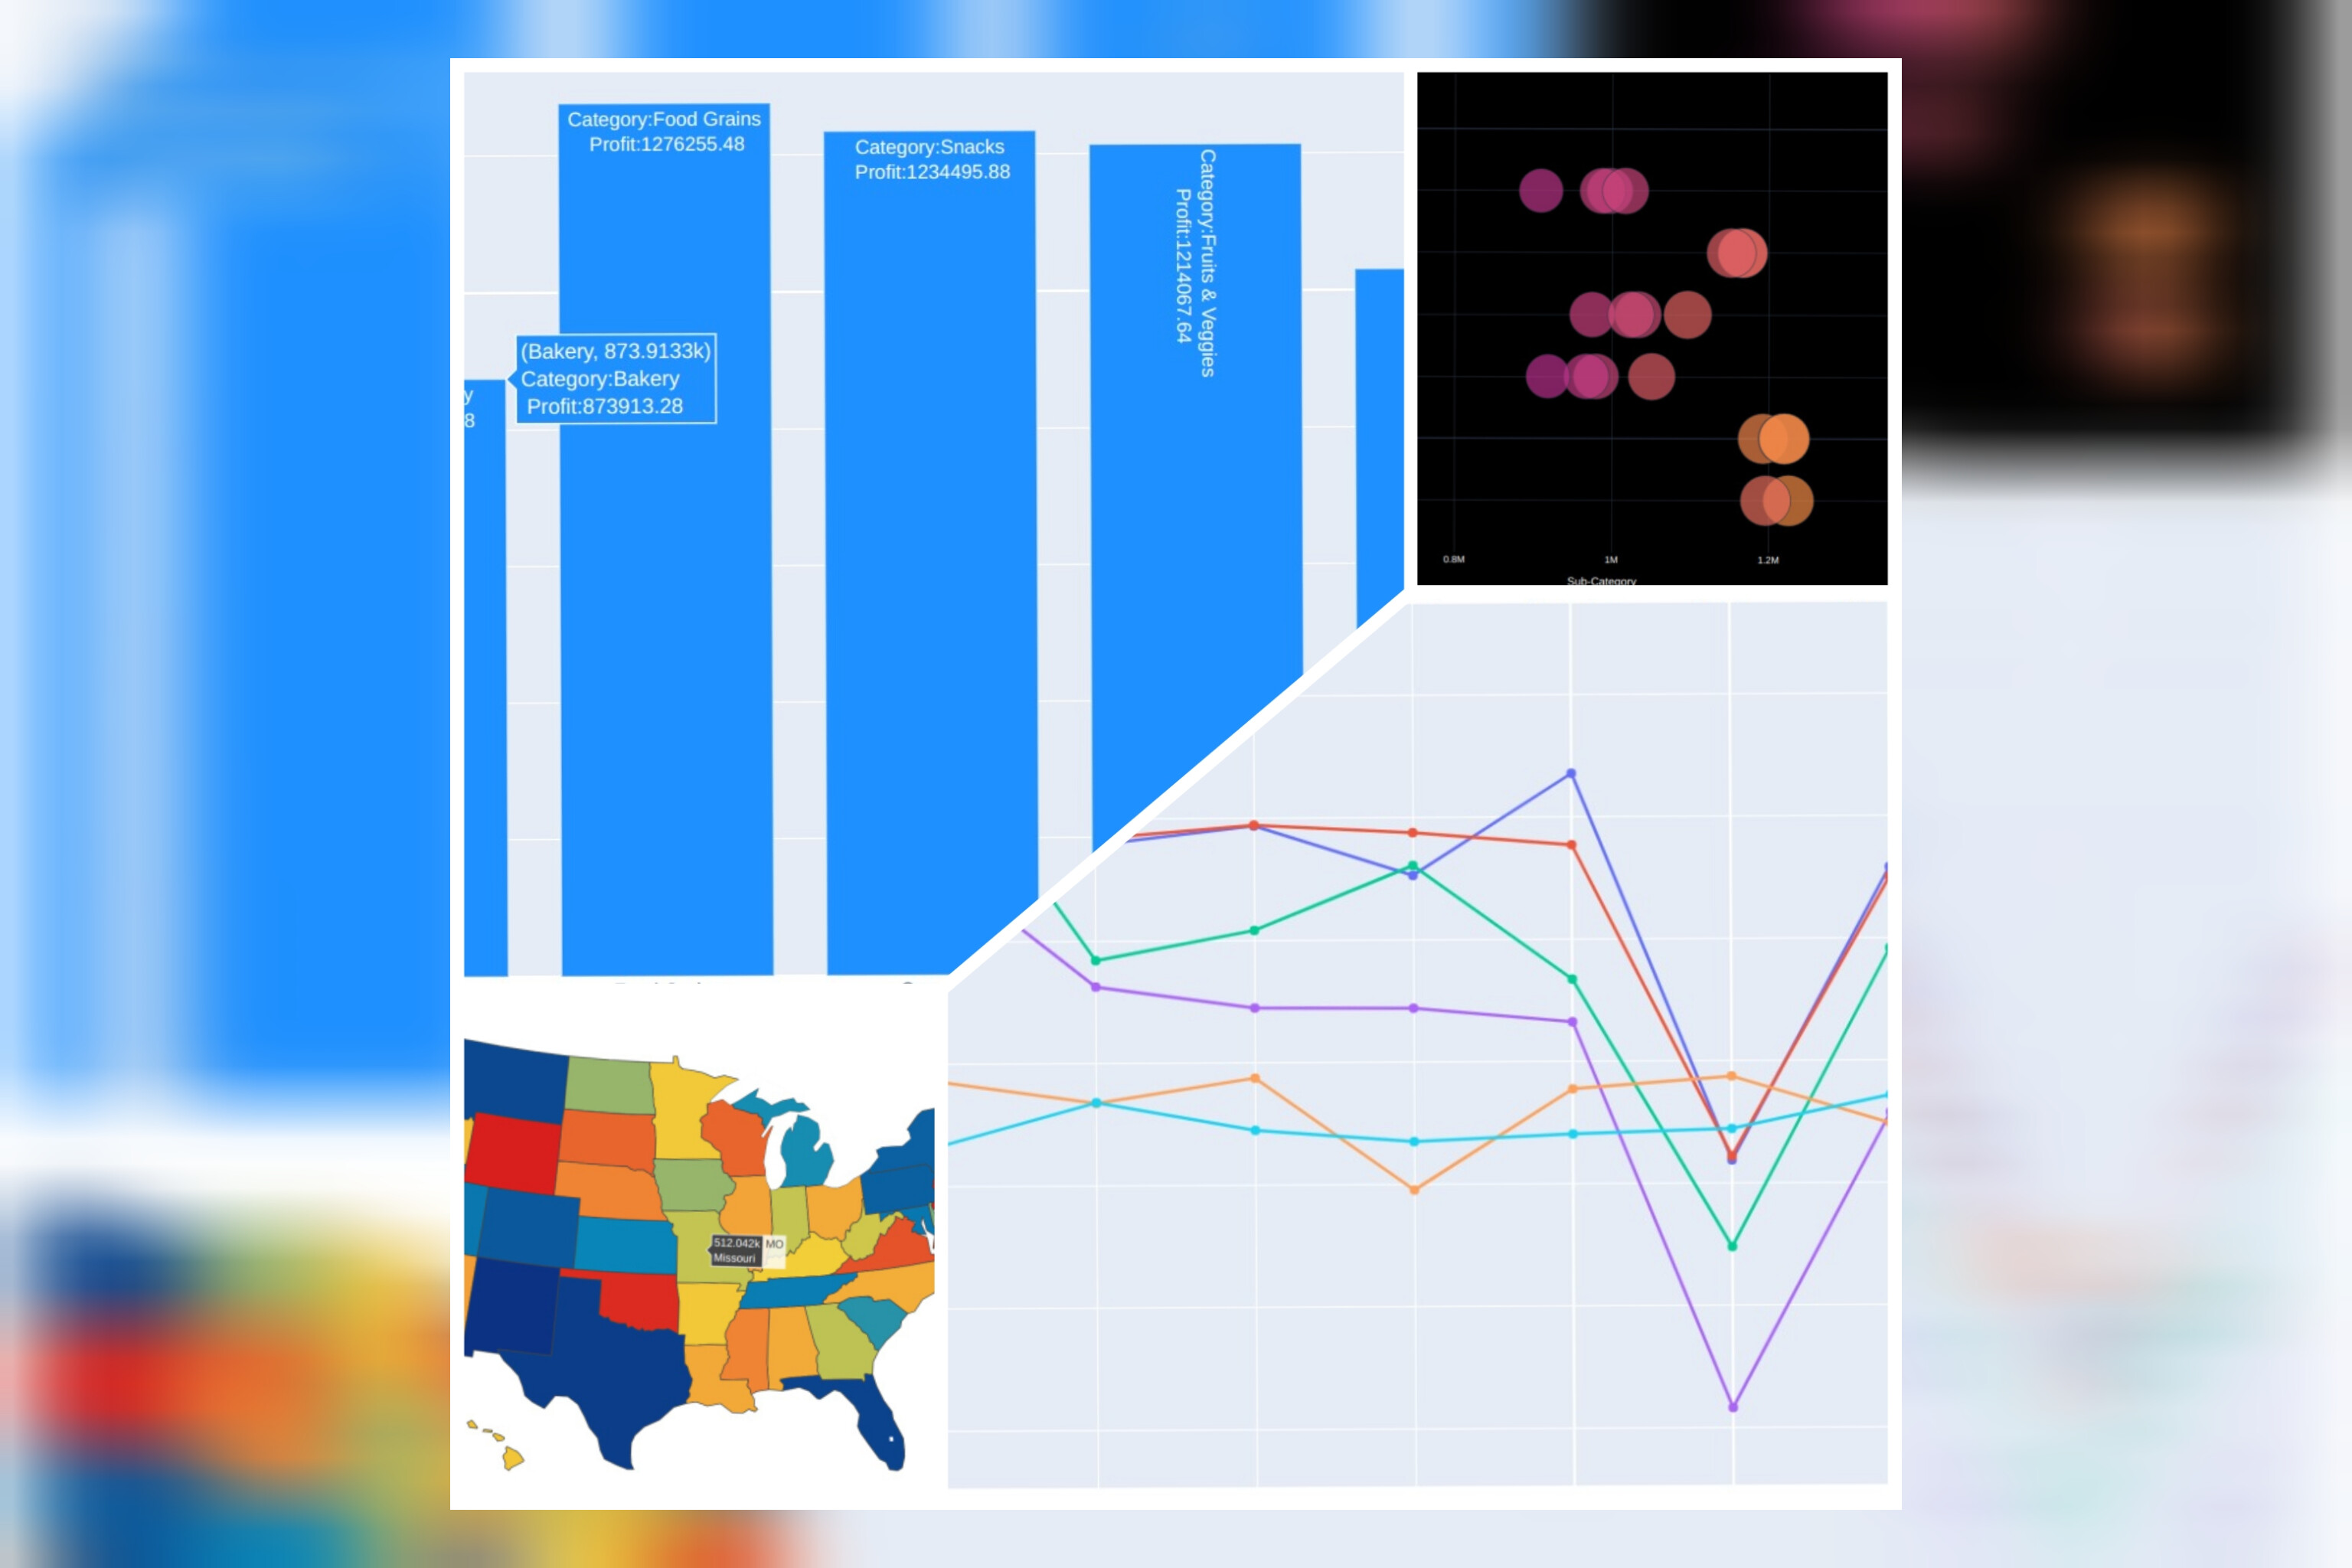 Category:Food Grains
Profit:1276255.48
Category:Snacks
Profit:1234495.88
Category:Fruits & Veggies
Profit:1214067.64
(Bakery, 873.9133k)
Category:Bakery
Profit:873913.28
y
8
0.8M
1M
1.2M
Sub-Category
512.042k
MO
Missouri